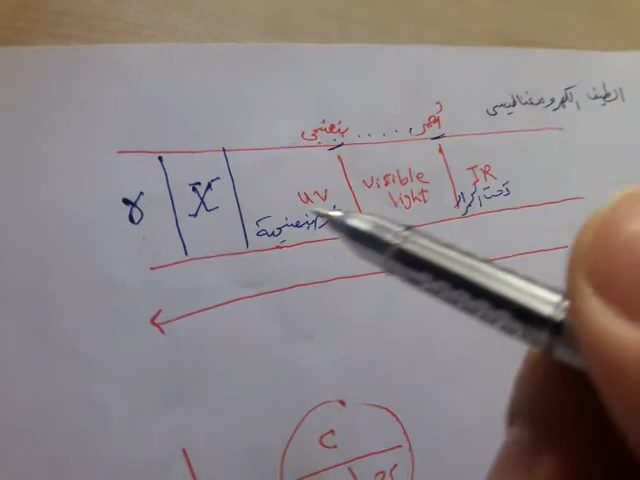 الطيف الكهرومغناطيسي
أحمر ..... بنفسجي
γ X UV visible light IR
تحت الحمراء
C